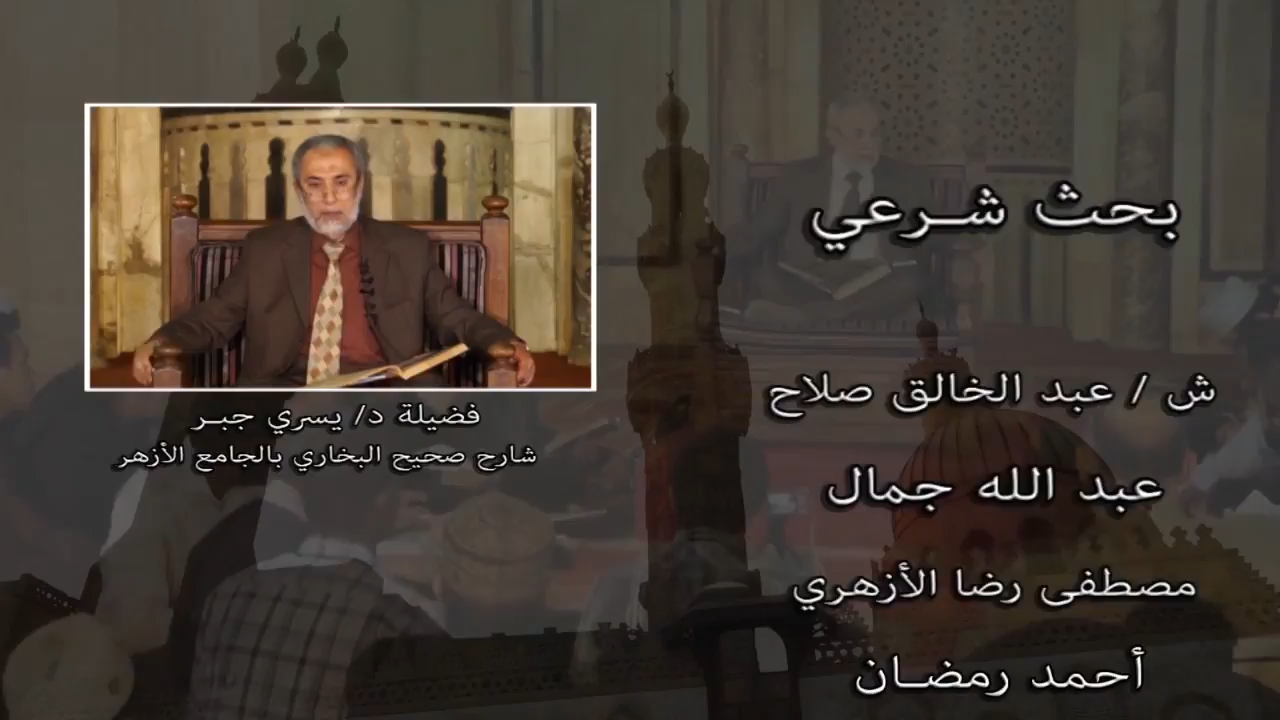 بحث شرعي
ش / عبد الخالق صلاح
عبد الله جمال
مصطفى رضا الأزهري
أحمد رمضان
فضيلة د/ يسري جبر
شارح صحيح البخاري بالجامع الأزهر